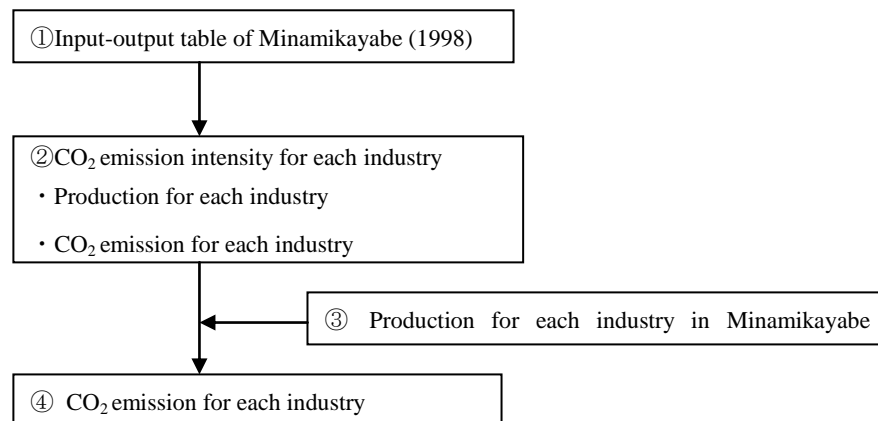 ①Input-output table of Minamikayabe (1998)
②CO₂ emission intensity for each industry
・Production for each industry
・CO₂ emission for each industry
③ Production for each industry in Minamikayabe
④ CO₂ emission for each industry